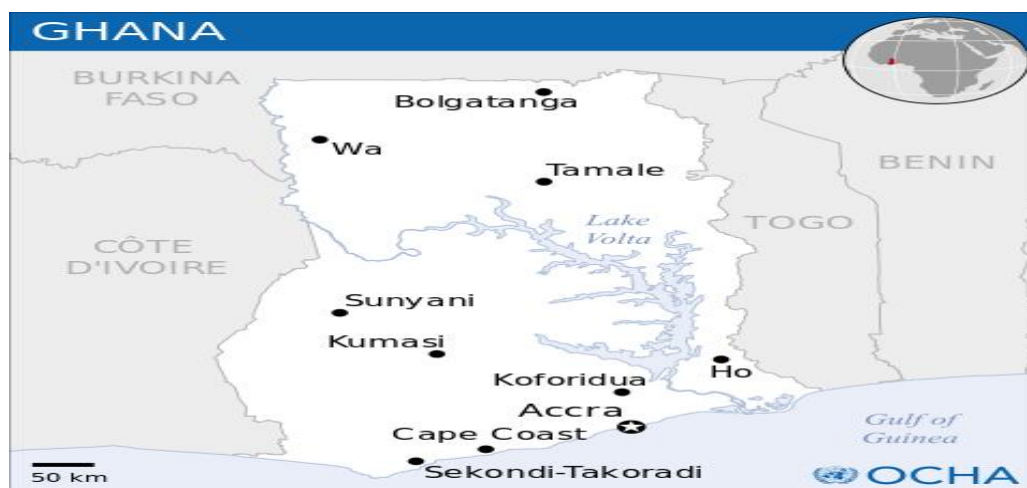 GHANA
BURKINA
FASO
Bolgatanga
Wa
Tamale
BENIN
Lake
Volta
TOGO
CÔTE
D'IVOIRE
Sunyani
Kumasi
Ho
Koforidua
Accra
Cape Coast
Gulf of
Guinea
Sekondi-Takoradi
50 km
OCHA